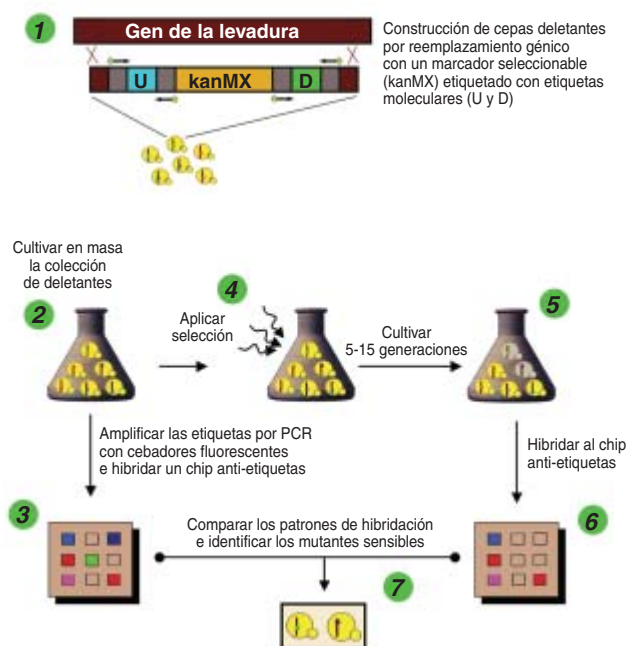 1
Gen de la levadura
U
kanMX
D
Construcción de cepas deletantes
por reemplazamiento génico
con un marcador seleccionable
(kanMX) etiquetado con etiquetas
moleculares (U y D)
Cultivar en masa
la colección
de deletantes
2
4
Aplicar
selección
Cultivar
5-15 generaciones
5
Amplificar las etiquetas por PCR
con cebadores fluorescentes
e hibridar un chip anti-etiquetas
Hibridar al chip
anti-etiquetas
3
Comparar los patrones de hibridación
e identificar los mutantes sensibles
6
7